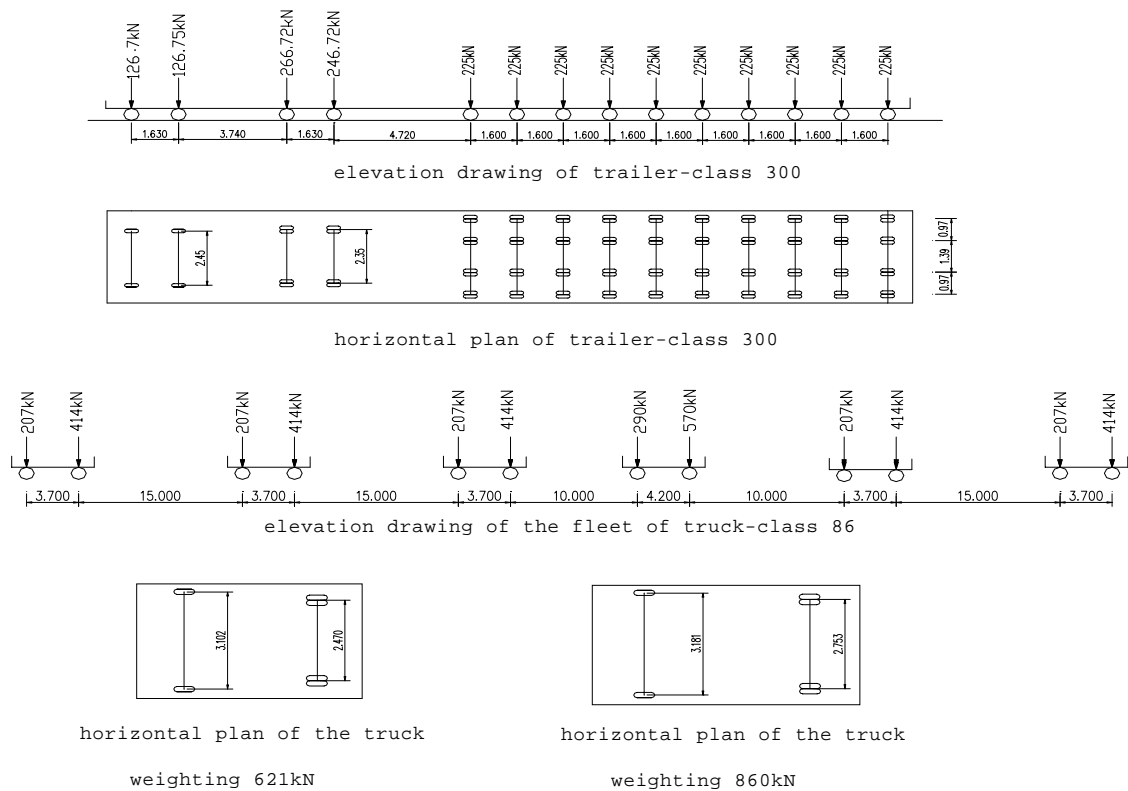 126.7kN 126.75kN 266.72kN 246.72kN 225kN 225kN 225kN 225kN 225kN 225kN 225kN 225kN 225kN 225kN
1.630 3.740 1.630 4.720 1.600 1.600 1.600 1.600 1.600 1.600 1.600 1.600 1.600
elevation drawing of trailer-class 300
2.45 2.35 0.97 1.39 0.97
horizontal plan of trailer-class 300
207kN 414kN 207kN 414kN 207kN 414kN 290kN 570kN 207kN 414kN 207kN 414kN
3.700 15.000 3.700 15.000 3.700 10.000 4.200 10.000 3.700 15.000 3.700
elevation drawing of the fleet of truck-class 86
3.102 2.470 3.181 2.753
horizontal plan of the truck
weighting 621kN
horizontal plan of the truck
weighting 860kN